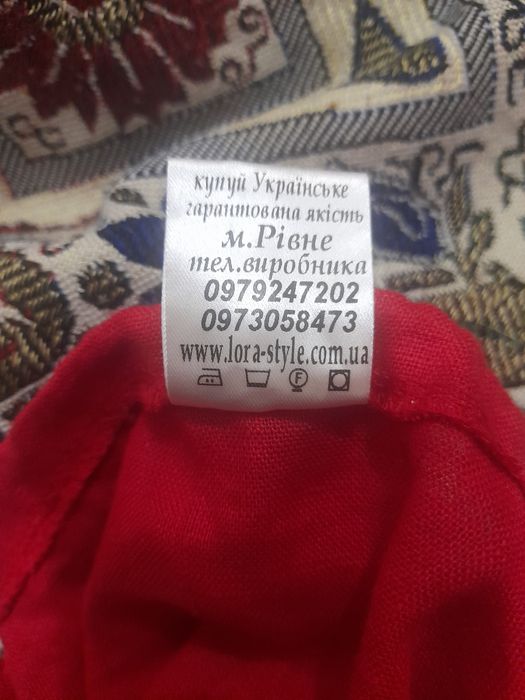 купуй Українське
гарантована якість
м.Рівне
тел.виробника
0979247202
0973058473
www.lora-style.com.ua
F